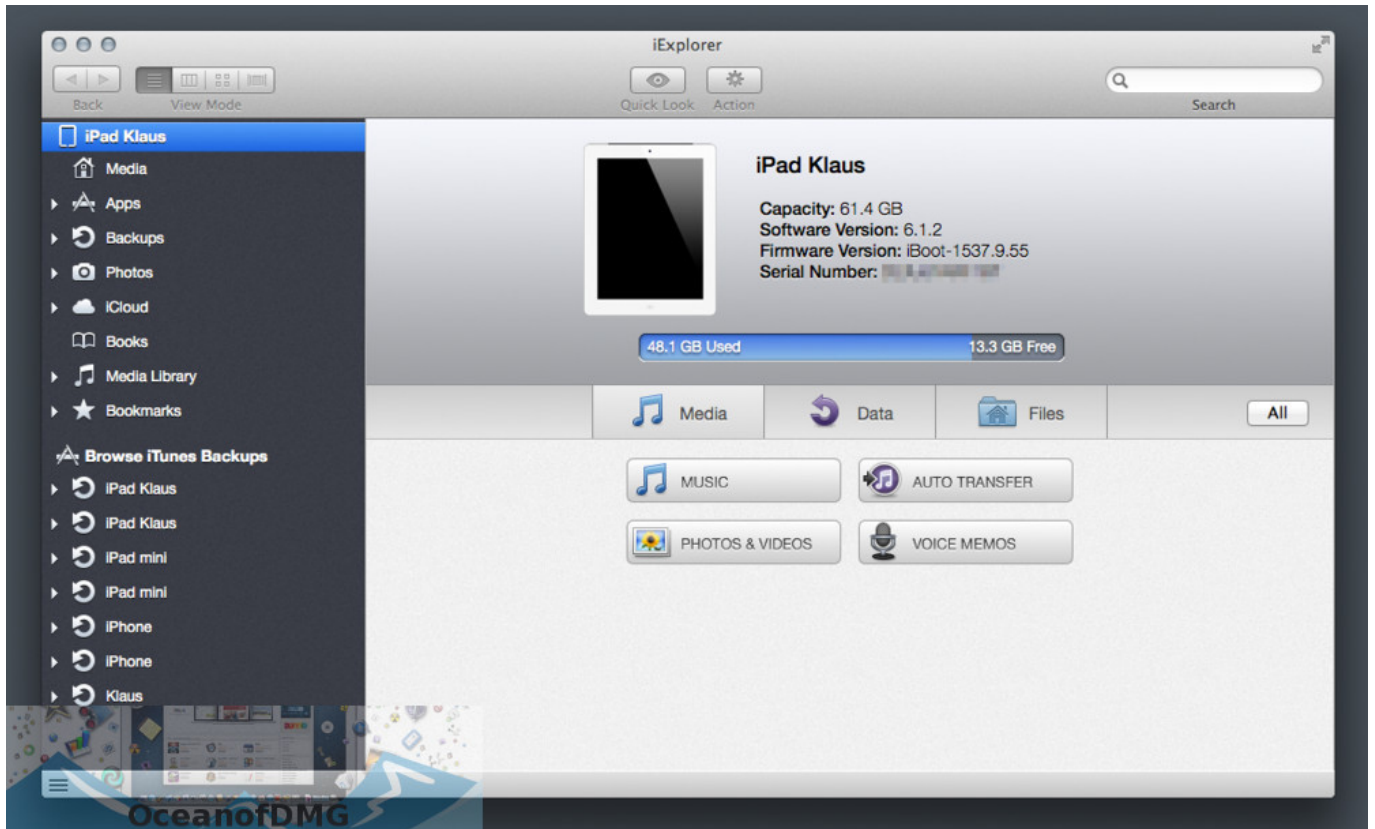 iExplorer
Back
View Mode
Quick Look
Action
Search
iPad Klaus
Media
Apps
Backups
Photos
iCloud
Books
Media Library
Bookmarks
Browse iTunes Backups
iPad Klaus
iPad Klaus
iPad mini
iPad mini
iPhone
iPhone
Klaus
iPad Klaus
Capacity: 61.4 GB
Software Version: 6.1.2
Firmware Version: iBoot-1537.9.55
Serial Number:
48.1 GB Used
13.3 GB Free
Media
Data
Files
All
MUSIC
AUTO TRANSFER
PHOTOS & VIDEOS
VOICE MEMOS
OceanofDMG